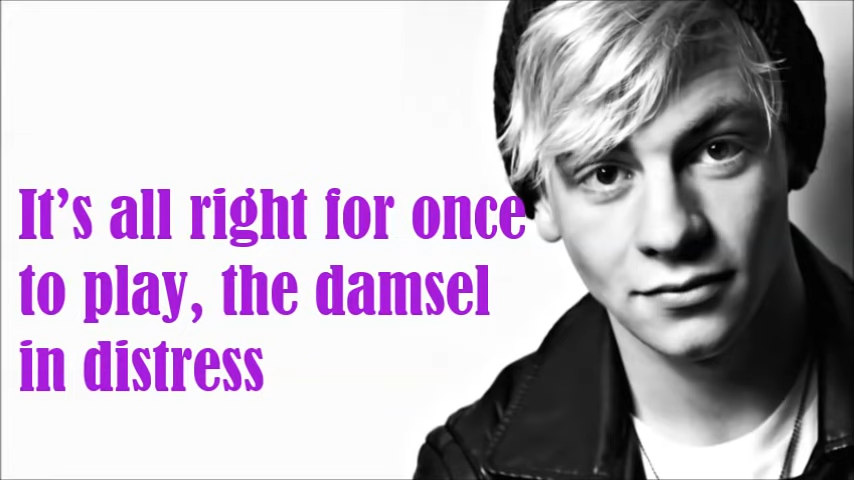 It’s all right for once
to play, the damsel
in distress